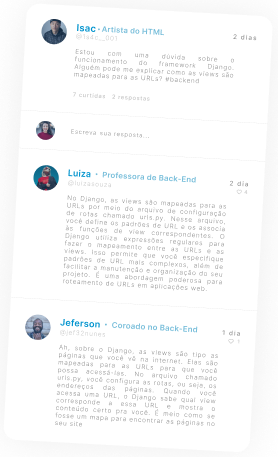 Isac • Artista do HTML
2 dias
@1s4c__001
Estou com uma dúvida sobre o
funcionamento do framework Django.
Alguém pode me explicar como as views são
mapeadas para as URLs? #backend
7 curtidas 2 respostas
Escreva sua resposta...
Luiza • Professora de Back-End
2 dia
@luizasouza
4
No Django, as views são mapeadas para as
URLs por meio do arquivo de configuração
de rotas chamado urls.py. Nesse arquivo,
você define os padrões de URL e os associa
às funções de view correspondentes. O
Django utiliza expressões regulares para
fazer o mapeamento entre as URLs e as
views. Isso permite que você especifique
padrões de URL mais complexos, além de
facilitar a manutenção e organização do seu
projeto. É uma abordagem poderosa para
roteamento de URLs em aplicações web.
Jeferson • Coroado no Back-End
1 dia
1
Ah, sobre o Django, as views são tipo as
páginas que você vê na internet. Elas são
mapeadas para as URLs para que você
possa acessá-las. No arquivo chamado
urls.py, você configura as rotas, ou seja, os
endereços das páginas. Quando você
acessa uma URL, o Django sabe qual view
corresponde a essa URL e mostra o
conteúdo certo pra você. É meio como se
fosse um mapa para encontrar as páginas no
seu site